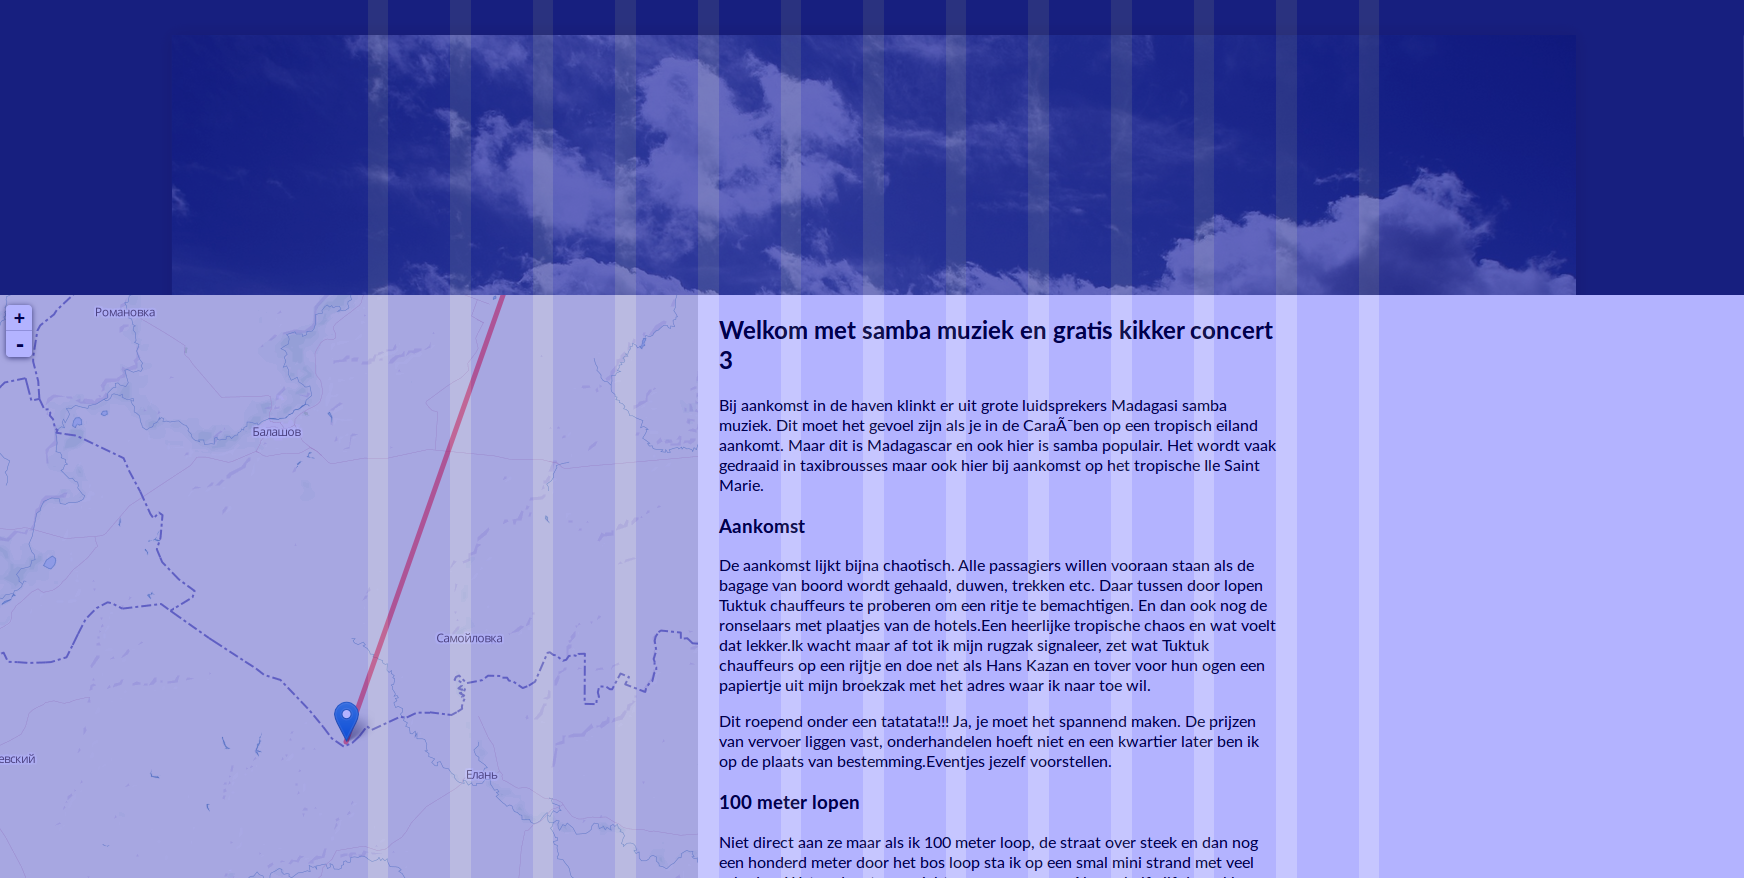 Романовка
+
-
Балашов
Самойловка
евский
Елань
Welkom met samba muziek en gratis kikker concert
3
Bij aankomst in de haven klinkt er uit grote luidsprekers Madagasi samba
muziek. Dit moet het gevoel zijn als je in de CaraÃ¯ben op een tropisch eiland
aankomt. Maar dit is Madagascar en ook hier is samba populair. Het wordt vaak
gedraaid in taxibrousses maar ook hier bij aankomst op het tropische Ile Saint
Marie.
Aankomst
De aankomst lijkt bijna chaotisch. Alle passagiers willen vooraan staan als de
bagage van boord wordt gehaald, duwen, trekken etc. Daar tussen door lopen
Tuktuk chauffeurs te proberen om een ritje te bemachtigen. En dan ook nog de
ronselaars met plaatjes van de hotels.Een heerlijke tropische chaos en wat voelt
dat lekker.Ik wacht maar af tot ik mijn rugzak signaleer, zet wat Tuktuk
chauffeurs op een rijtje en doe net als Hans Kazan en tover voor hun ogen een
papiertje uit mijn broekzak met het adres waar ik naar toe wil.
Dit roepend onder een tatatata!!! Ja, je moet het spannend maken. De prijzen
van vervoer liggen vast, onderhandelen hoeft niet en een kwartier later ben ik
op de plaats van bestemming.Eventjes jezelf voorstellen.
100 meter lopen
Niet direct aan ze maar als ik 100 meter loop, de straat over steek en dan nog
een honderd meter door het bos loop sta ik op een smal mini strand met veel